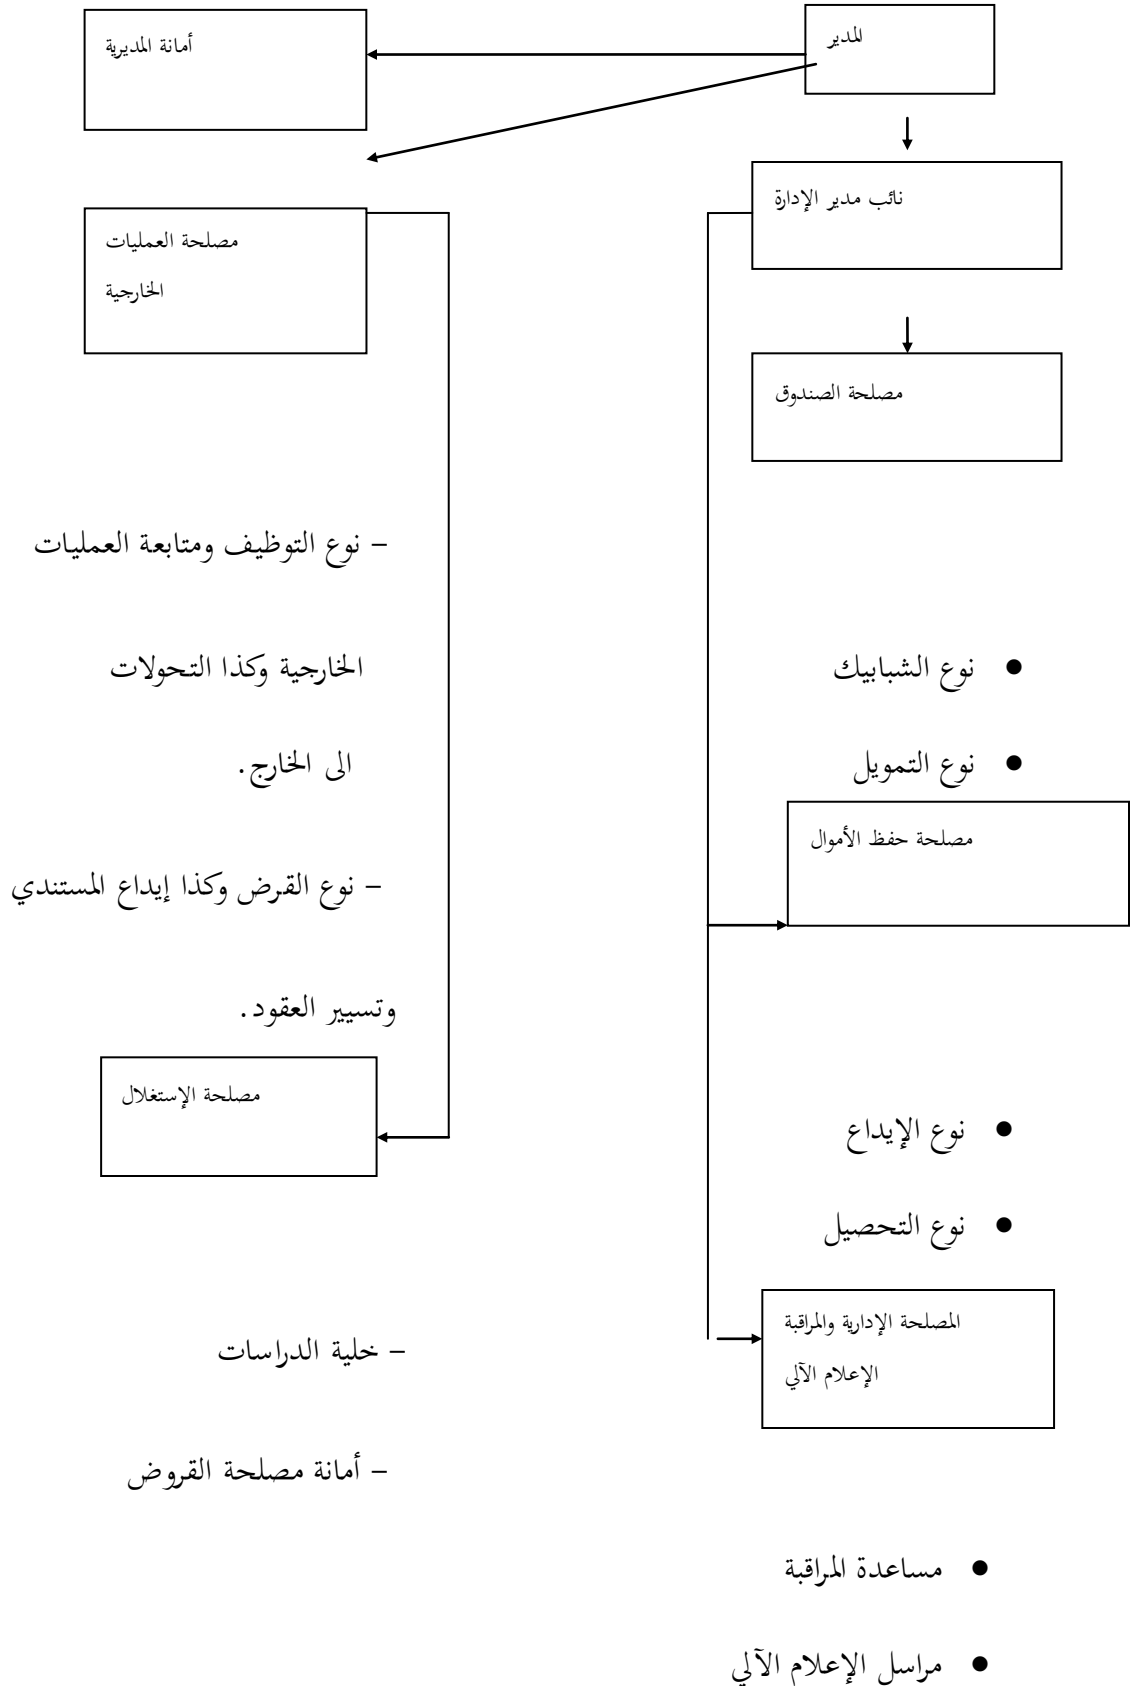 المدير
أمانة المديرية
نائب مدير الإدارة
مصلحة العمليات
الخارجية
مصلحة الصندوق
– نوع التوظيف ومتابعة العمليات
الخارجية وكذا التحولات
الى الخارج.
• نوع الشبابيك
• نوع التمويل
مصلحة حفظ الأموال
– نوع القرض وكذا إيداع المستندي
وتسيير العقود.
مصلحة الإستغلال
• نوع الإيداع
• نوع التحصيل
المصلحة الإدارية والمراقبة
الإعلام الآلي
– خلية الدراسات
– أمانة مصلحة القروض
• مساعدة المراقبة
• مراسل الإعلام الآلي